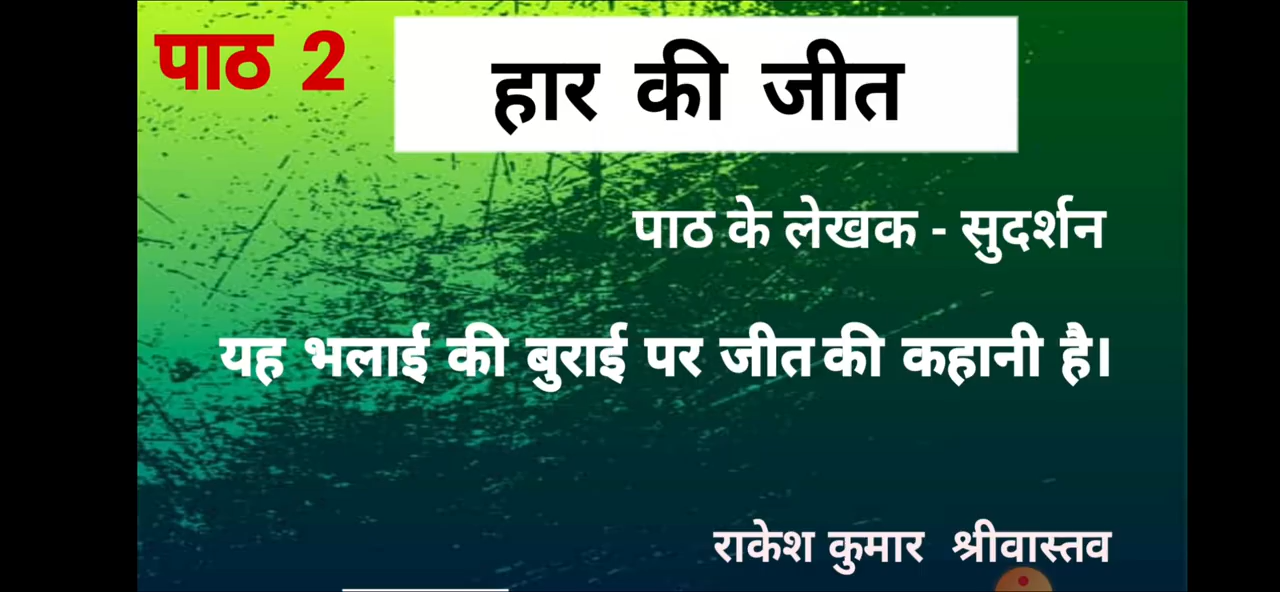 पाठ 2
हार की जीत
पाठ के लेखक - सुदर्शन
यह भलाई की बुराई पर जीत की कहानी है।
राकेश कुमार श्रीवास्तव